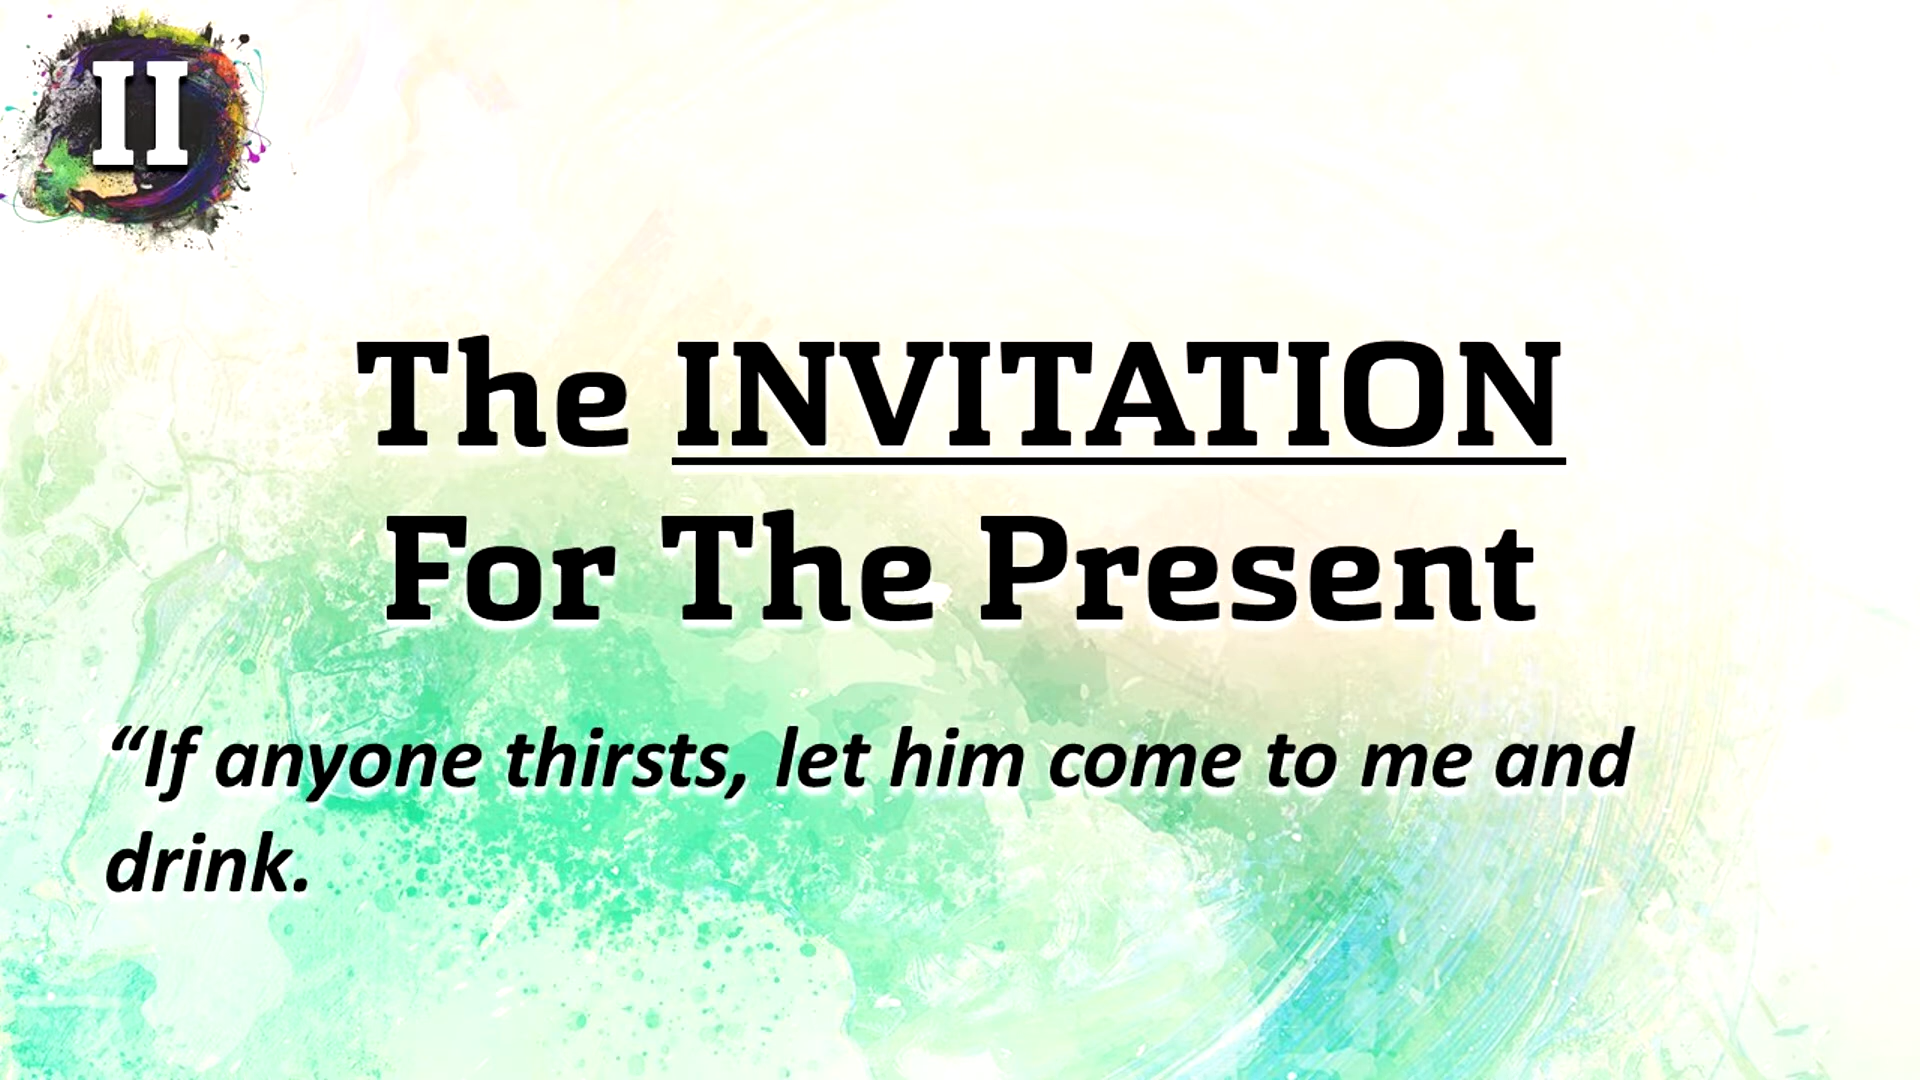 II
The INVITATION
For The Present
“If anyone thirsts, let him come to me and
drink.